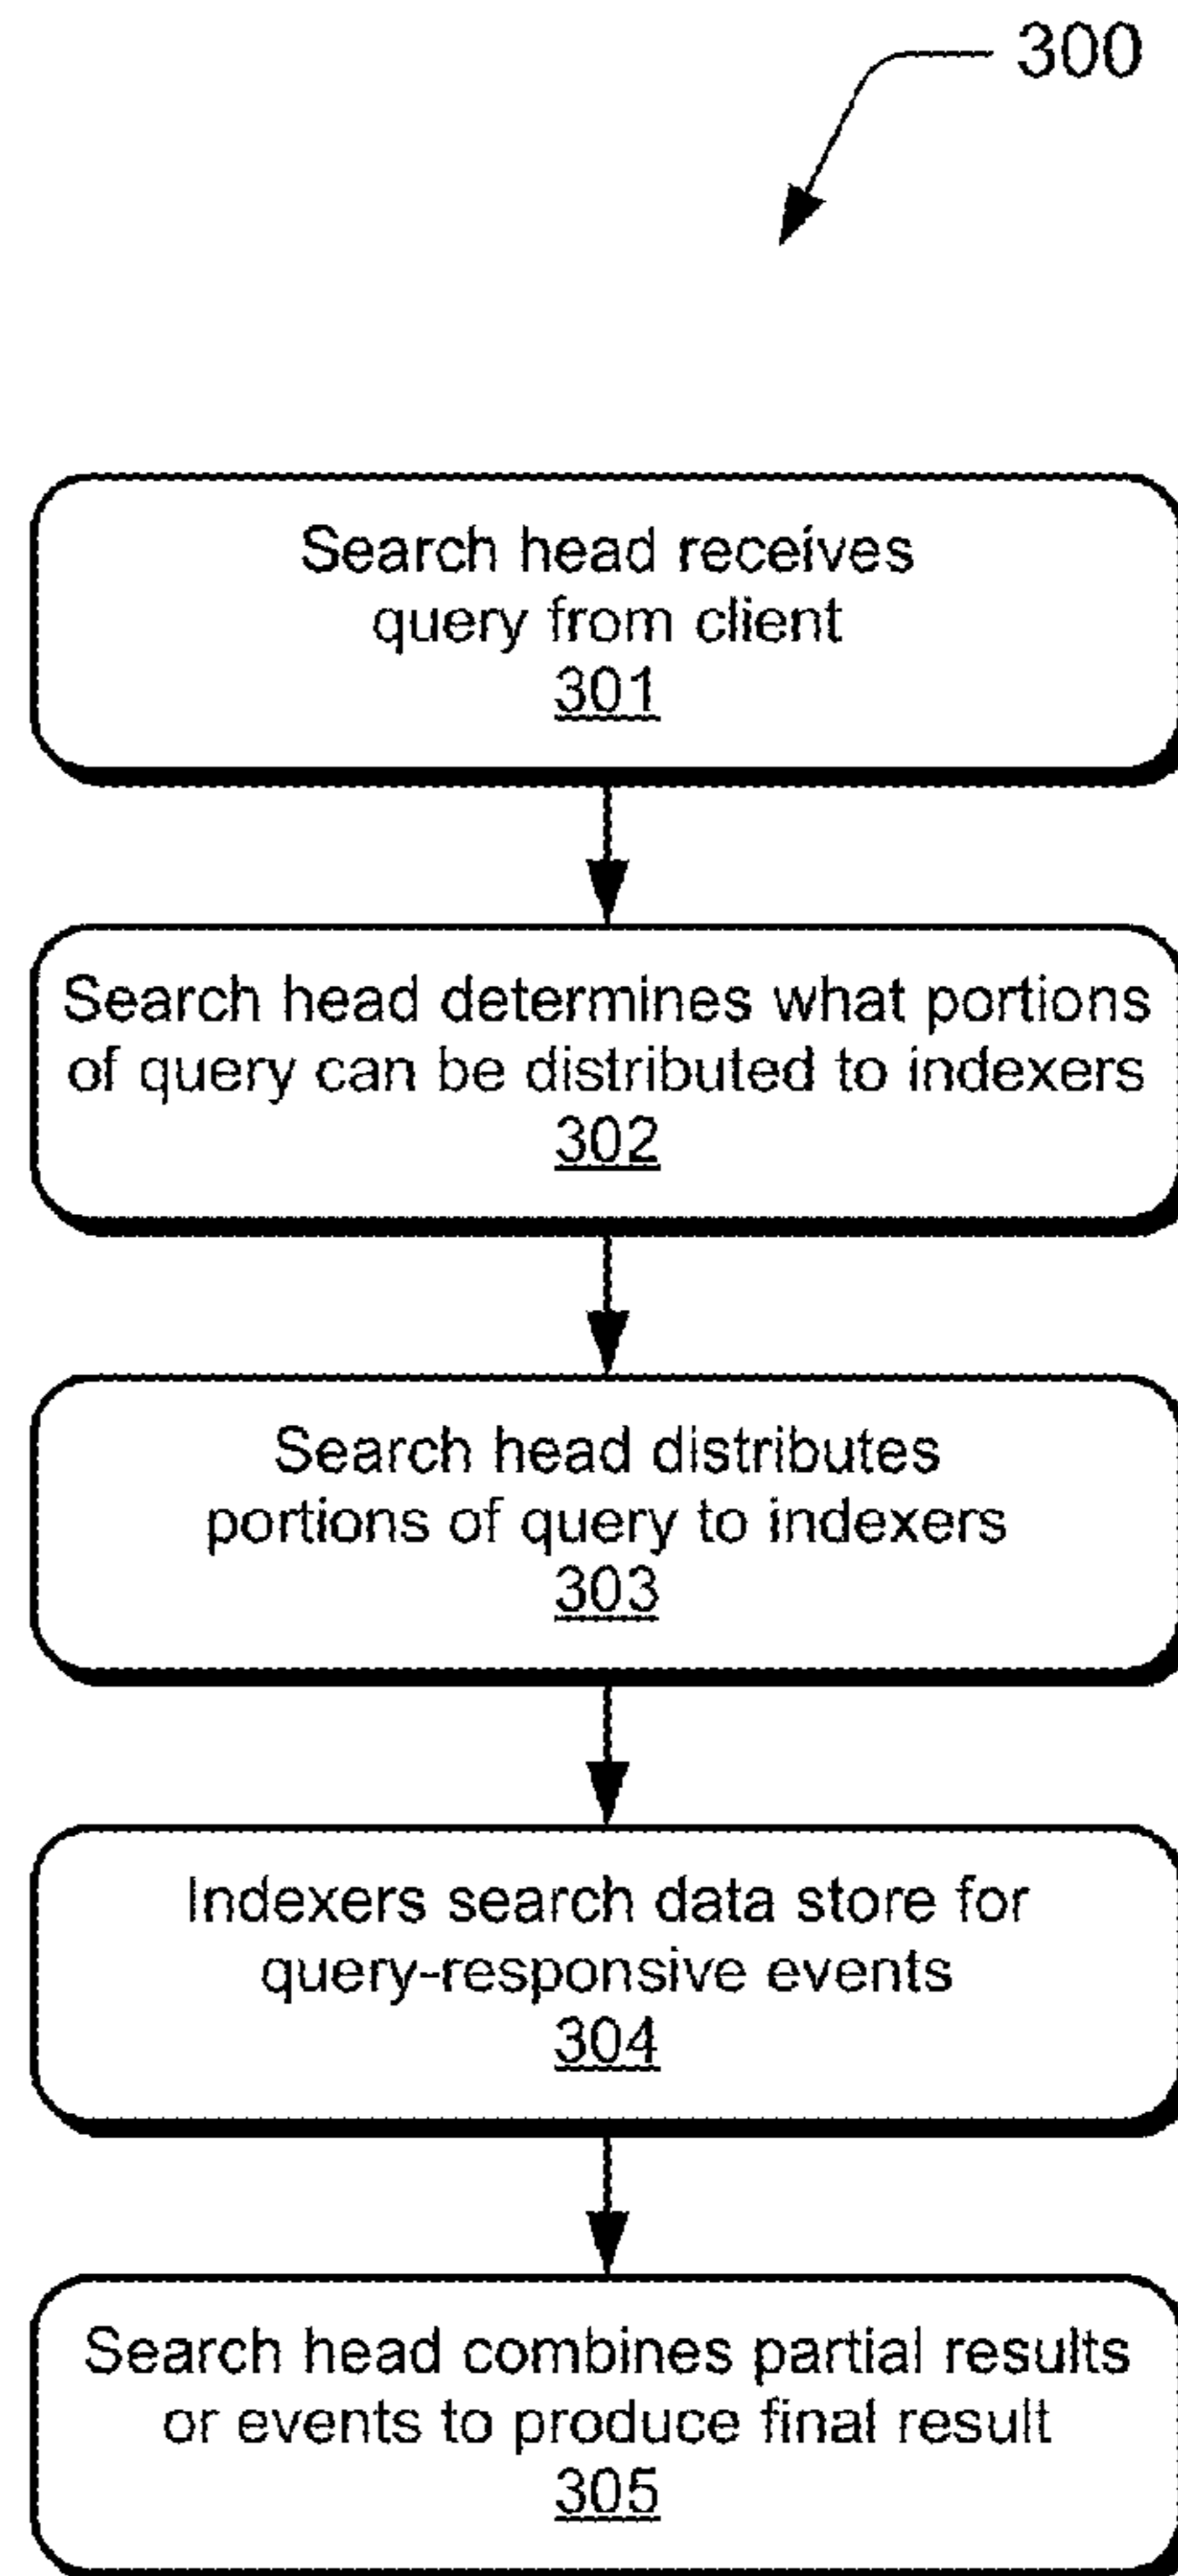 300
Search head receives
query from client
301
Search head determines what portions
of query can be distributed to indexers
302
Search head distributes
portions of query to indexers
303
Indexers search data store for
query-responsive events
304
Search head combines partial results
or events to produce final result
305